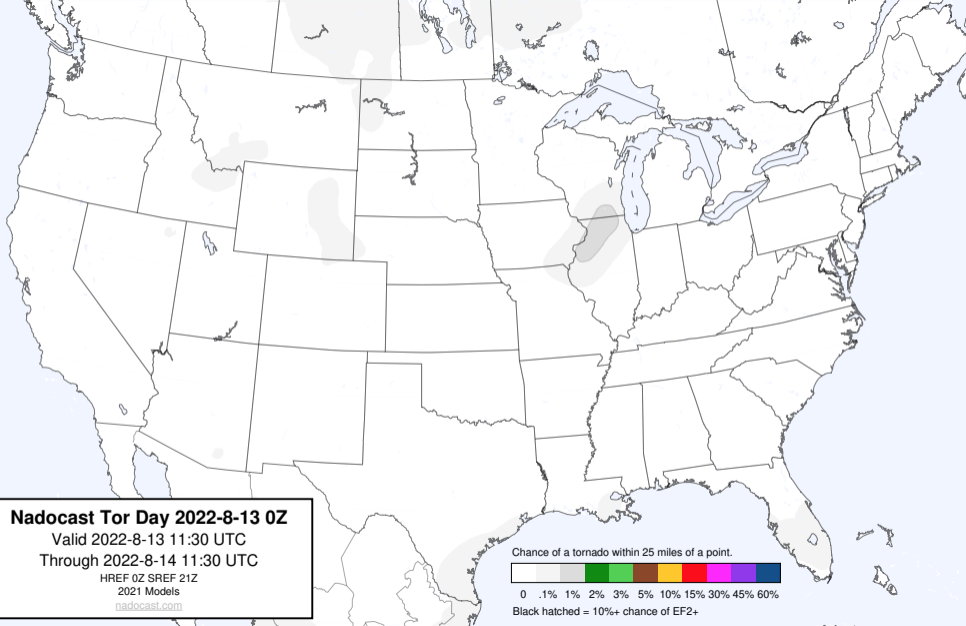 Nadocast Tor Day 2022-8-13 0Z
Valid 2022-8-13 11:30 UTC
Through 2022-8-14 11:30 UTC
HREF 0Z SREF 21Z
2021 Models
nadocast.com
Chance of a tornado within 25 miles of a point.
0 .1% 1% 2% 3% 5% 10% 15% 30% 45% 60%
Black hatched = 10%+ chance of EF2+